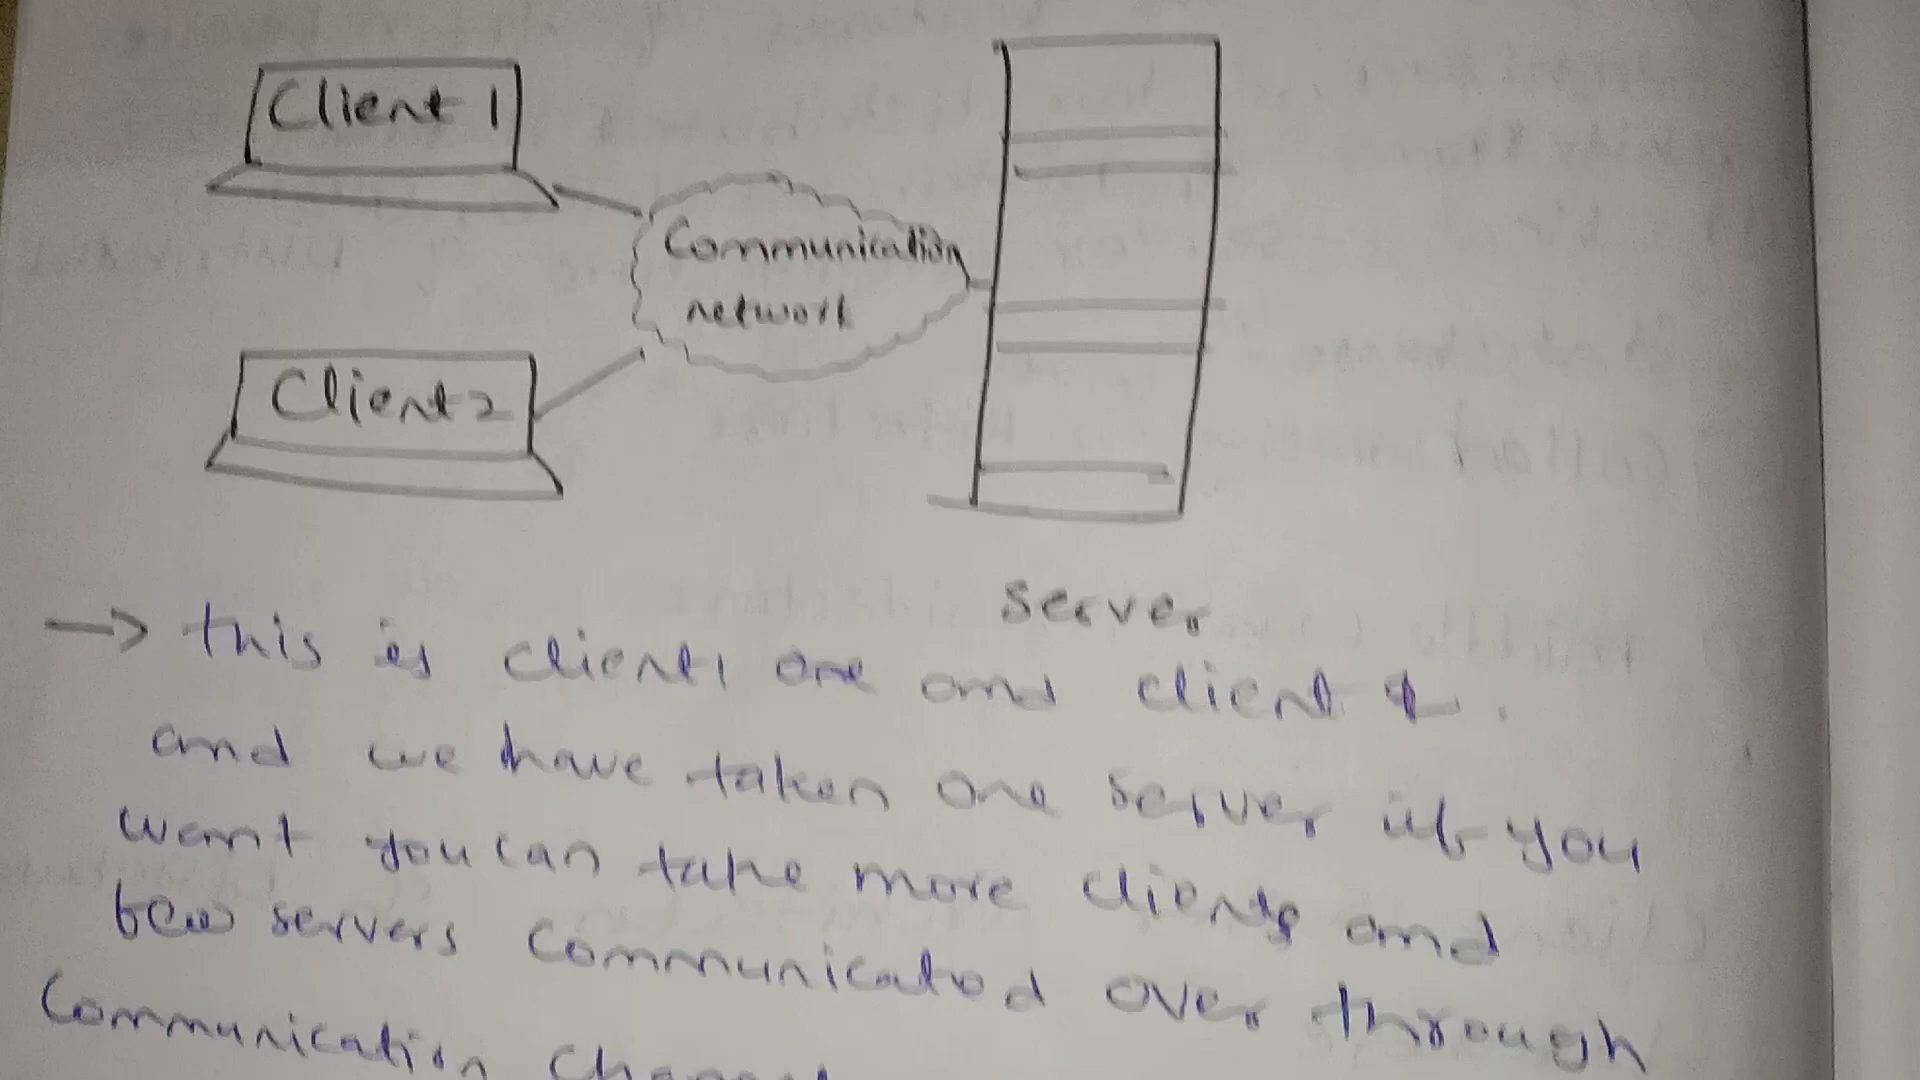 Client 1
Communication
network
Client 2
server
→ this is client1 one and client 2.
and we have taken one server if you
want you can take more clients and
few servers communicated over through
Communication